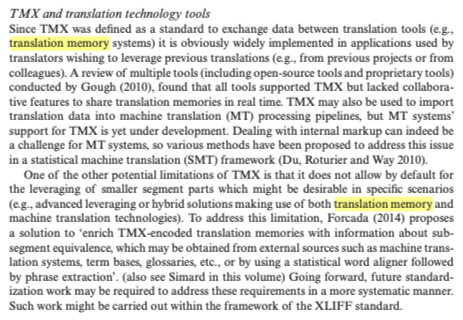 TMX and translation technology tools
Since TMX was defined as a standard to exchange data between translation tools (e.g.,
translation memory systems) it is obviously widely implemented in applications used by
translators wishing to leverage previous translations (e.g., from previous projects or from
colleagues). A review of multiple tools (including open-source tools and proprietary tools)
conducted by Gough (2010), found that all tools supported TMX but lacked collabora-
tive features to share translation memories in real time. TMX may also be used to import
translation data into machine translation (MT) processing pipelines, but MT systems'
support for TMX is yet under development. Dealing with internal markup can indeed be
a challenge for MT systems, so various methods have been proposed to address this issue
in a statistical machine translation (SMT) framework (Du, Roturier and Way 2010).
One of the other potential limitations of TMX is that it does not allow by default for
the leveraging of smaller segment parts which might be desirable in specific scenarios
(e.g., advanced leveraging or hybrid solutions making use of both translation memory and
machine translation technologies). To address this limitation, Forcada (2014) proposes
a solution to 'enrich TMX-encoded translation memories with information about sub-
segment equivalence, which may be obtained from external sources such as machine trans-
lation systems, term bases, glossaries, etc., or by using a statistical word aligner followed
by phrase extraction'. (also see Simard in this volume) Going forward, future standard-
ization work may be required to address these requirements in a more systematic manner.
Such work might be carried out within the framework of the XLIFF standard.